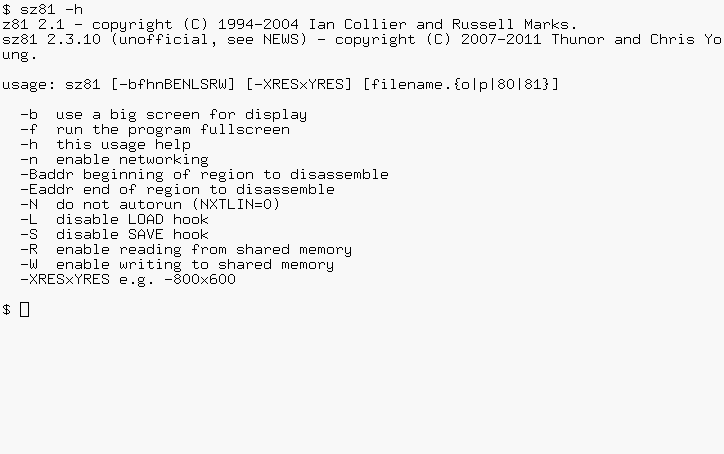 $ sz81 -h
z81 2.1 - copyright (C) 1994-2004 Ian Collier and Russell Marks.
sz81 2.3.10 (unofficial, see NEWS) - copyright (C) 2007-2011 Thunor and Chris Yo
ung.

usage: sz81 [-bfhnBENLSRW] [-XRESxYRES] [filename.{o|p|80|81}]

  -b  use a big screen for display
  -f  run the program fullscreen
  -h  this usage help
  -n  enable networking
  -Baddr beginning of region to disassemble
  -Eaddr end of region to disassemble
  -N  do not autorun (NXTLIN=0)
  -L  disable LOAD hook
  -S  disable SAVE hook
  -R  enable reading from shared memory
  -W  enable writing to shared memory
  -XRESxYRES e.g. -800x600

$